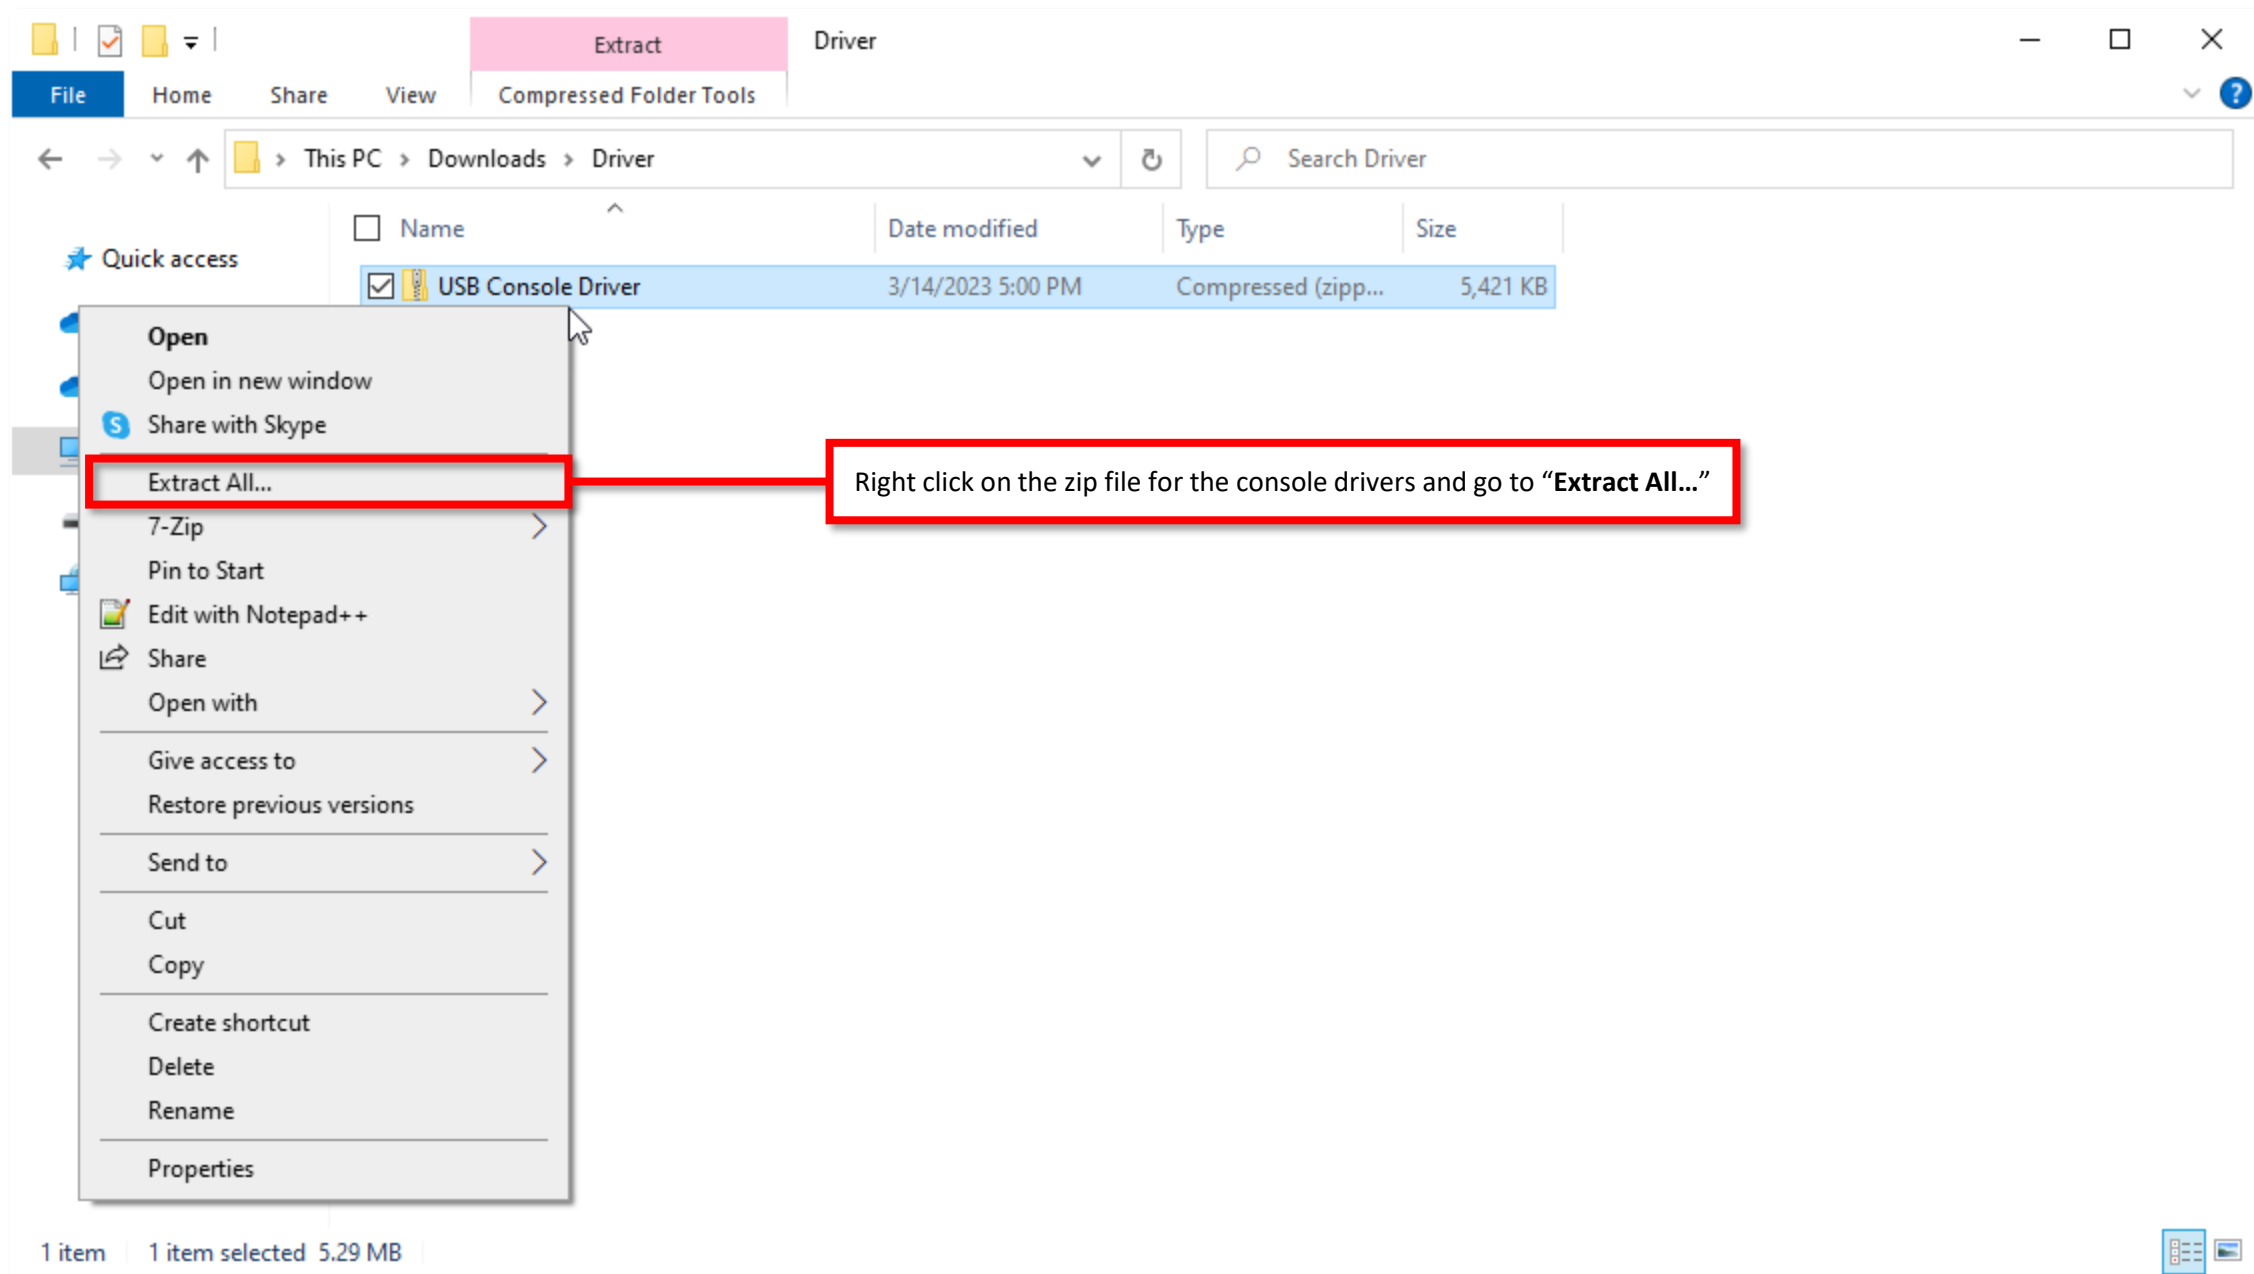 Extract
Driver
File
Home
Share
View
Compressed Folder Tools
This PC > Downloads > Driver
Search Driver
Name
Date modified
Type
Size
Quick access
USB Console Driver
3/14/2023 5:00 PM
Compressed (zipp...
5,421 KB
Open
Open in new window
Share with Skype
Extract All...
Right click on the zip file for the console drivers and go to “Extract All…”
7-Zip
Pin to Start
Edit with Notepad++
Share
Open with
Give access to
Restore previous versions
Send to
Cut
Copy
Create shortcut
Delete
Rename
Properties
1 item
1 item selected 5.29 MB